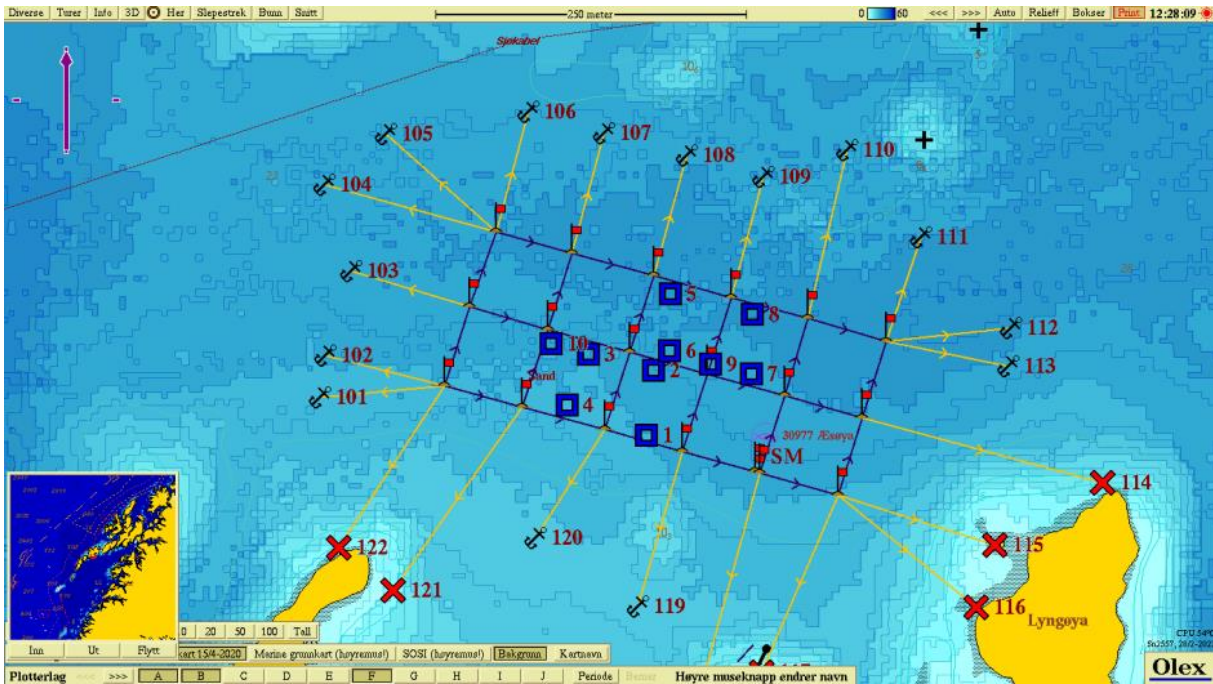 Diverse Turer Info 3D Her Slepestrek Bunn Snitt 250 meter 0 60 <<< >>> Auto Relieff Bokser Print 12:28:09
Sjøkabel
106
105
107
108
110
104
109
111
103
5
8
112
102
10 3 6 9 7
2
113
101
Sand
4
1
30977 Æsøya
SM
114
120
115
122
121
119
116
Lyngøya
0 20 50 100 Tall
Inn Ut Flytt
kart 15/4-2020 Marine grunnkart (høyremus!) SOSI (høyremus!) Bakgrunn Kartnavn
Plotterlag <<< >>> A B C D E F G H I J Periode Høyre museknapp endrer navn
Olex